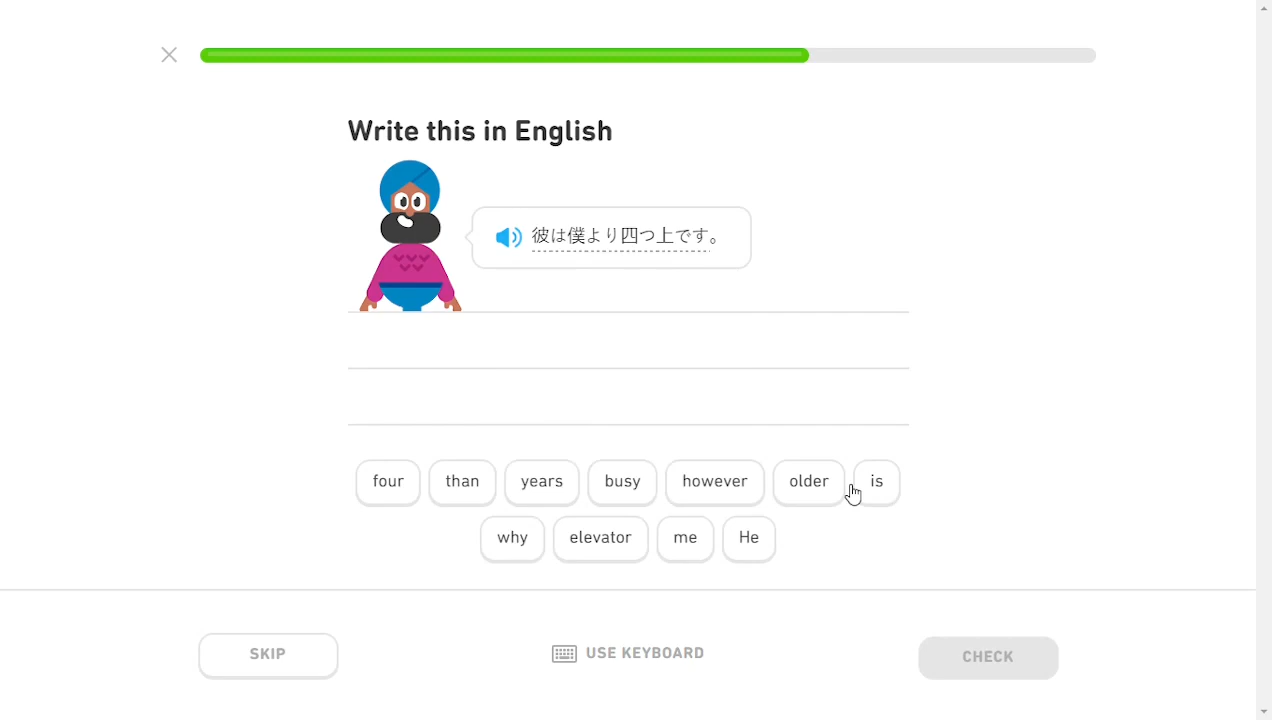 Write this in English
彼は僕より四つ上です。
four than years busy however older is
why elevator me He
SKIP USE KEYBOARD CHECK